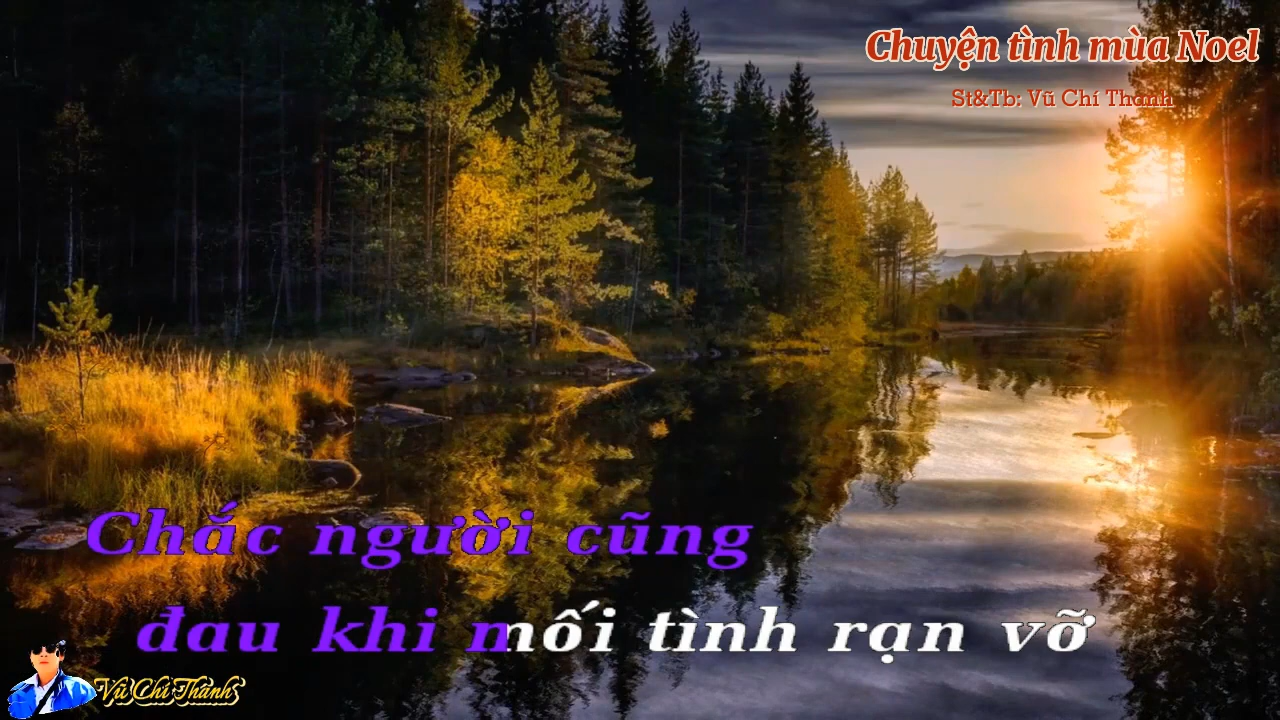 Chuyện tình mùa Noel
St&Tb: Vũ Chí Thanh
Chắc người cũng
đau khi mối tình rạn vỡ
Vũ Chí Thanh